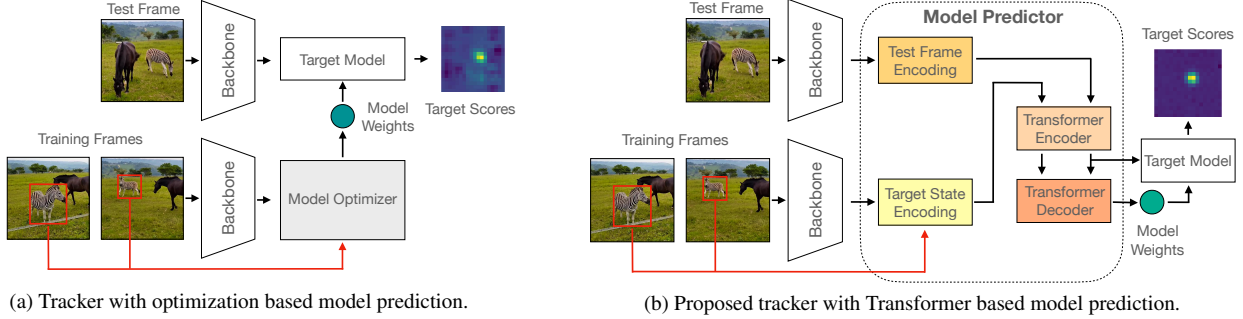 Test Frame
Backbone
Target Model
Target Scores
Model
Weights
Training Frames
Backbone
Model Optimizer
(a) Tracker with optimization based model prediction.
Test Frame
Backbone
Model Predictor
Test Frame
Encoding
Target Scores
Transformer
Encoder
Training Frames
Backbone
Target State
Encoding
Transformer
Decoder
Target Model
Model
Weights
(b) Proposed tracker with Transformer based model prediction.